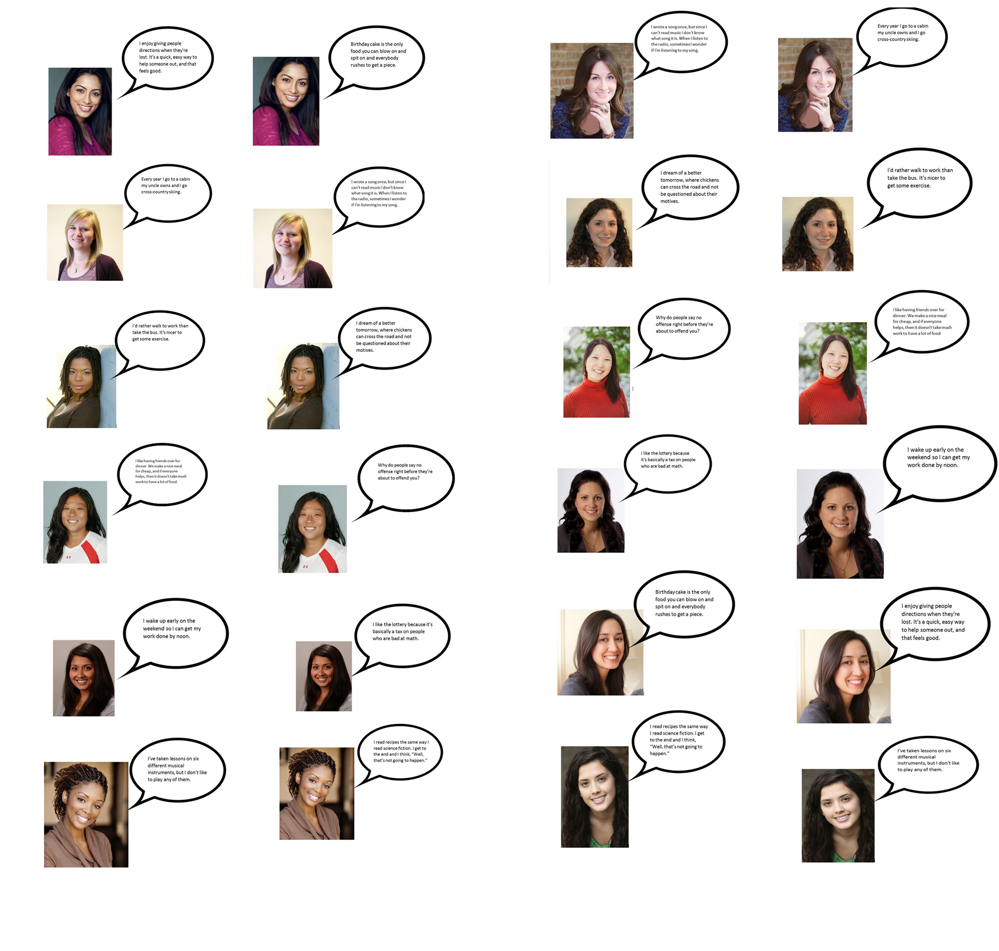 I enjoy giving people
directions when they're
lost. It's a quick, easy way to
help someone out, and that
feels good.
Birthday cake is the only
food you can blow on and
spit on and everybody
rushes to get a piece.
I wrote a song once, but since I
can't read music I don't know
what song it is. When I listen to
the radio, sometimes I wonder
if I'm listening to my song.
Every year I go to a cabin
my uncle owns and I go
cross-country skiing.
Every year I go to a cabin
my uncle owns and I go
cross-country skiing.
I wrote a song once, but since I
can't read music I don't know
what song it is. When I listen to
the radio, sometimes I wonder
if I'm listening to my song.
I dream of a better
tomorrow, where chickens
can cross the road and not
be questioned about their
motives.
I'd rather walk to work than
take the bus. It's nicer to
get some exercise.
I'd rather walk to work than
take the bus. It's nicer to
get some exercise.
I dream of a better
tomorrow, where chickens
can cross the road and not
be questioned about their
motives.
Why do people say no
offense right before they're
about to offend you?
I like having friends over for
dinner. We make a nice meal
for cheap, and if everyone
helps, then it doesn't take much
work to have a lot of food
I like having friends over for
dinner. We make a nice meal
for cheap, and if everyone
helps, then it doesn't take much
work to have a lot of food.
Why do people say no
offense right before they're
about to offend you?
I like the lottery because
it's basically a tax on people
who are bad at math.
I wake up early on the
weekend so I can get my
work done by noon.
I wake up early on the
weekend so I can get my
work done by noon.
I like the lottery because it's
basically a tax on people
who are bad at math.
Birthday cake is the only
food you can blow on and
spit on and everybody
rushes to get a piece.
I enjoy giving people
directions when they're
lost. It's a quick, easy way
to help someone out, and
that feels good.
I've taken lessons on six
different musical
instruments, but I don't like
to play any of them.
I read recipes the same way I
read science fiction. I get to
the end and I think, "Well,
that's not going to happen."
I read recipes the same way
I read science fiction. I get
to the end and I think,
"Well, that's not going to
happen."
I've taken lessons on six
different musical
instruments, but I don't like
to play any of them.